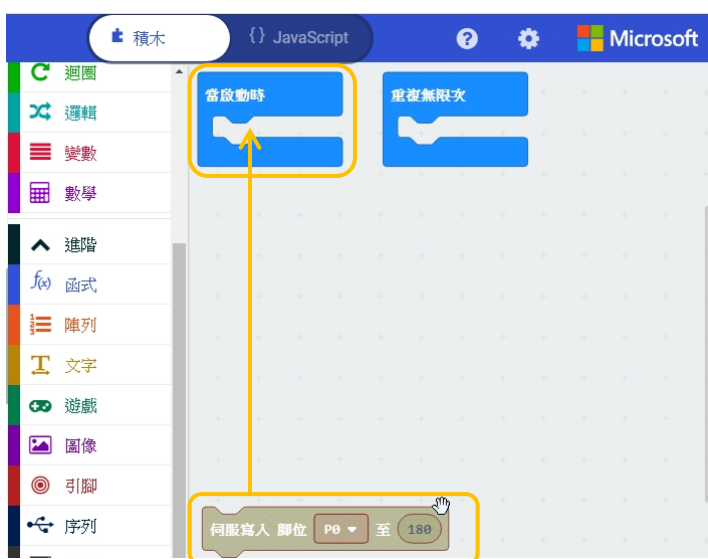 積木
{} JavaScript
?
Microsoft
迴圈
邏輯
變數
數學
進階
f(x) 函式
陣列
文字
遊戲
圖像
引腳
序列
當啟動時
重複無限次
伺服寫入 腳位 P0 至 180